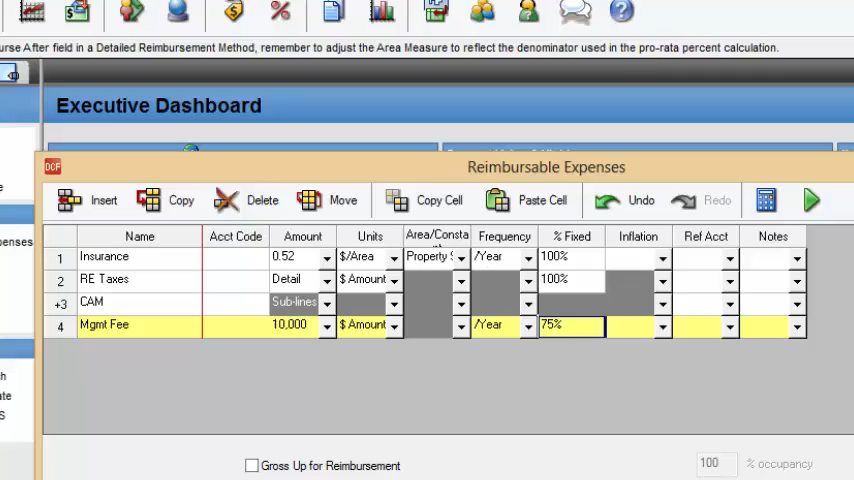 urse After field in a Detailed Reimbursement Method, remember to adjust the Area Measure to reflect the denominator used in the pro-rata percent calculation.
Executive Dashboard
DCF Reimbursable Expenses
Insert Copy Delete Move Copy Cell Paste Cell Undo Redo
Name Acct Code Amount Units Area/Consta Frequency % Fixed Inflation Ref Acct Notes
1 Insurance 0.52 $/Area Property S /Year 100%
2 RE Taxes Detail $ Amount 100%
+3 CAM Sub-lines
4 Mgmt Fee 10,000 $ Amount /Year 75%
Gross Up for Reimbursement 100 % occupancy
e
enses
h
ate
S